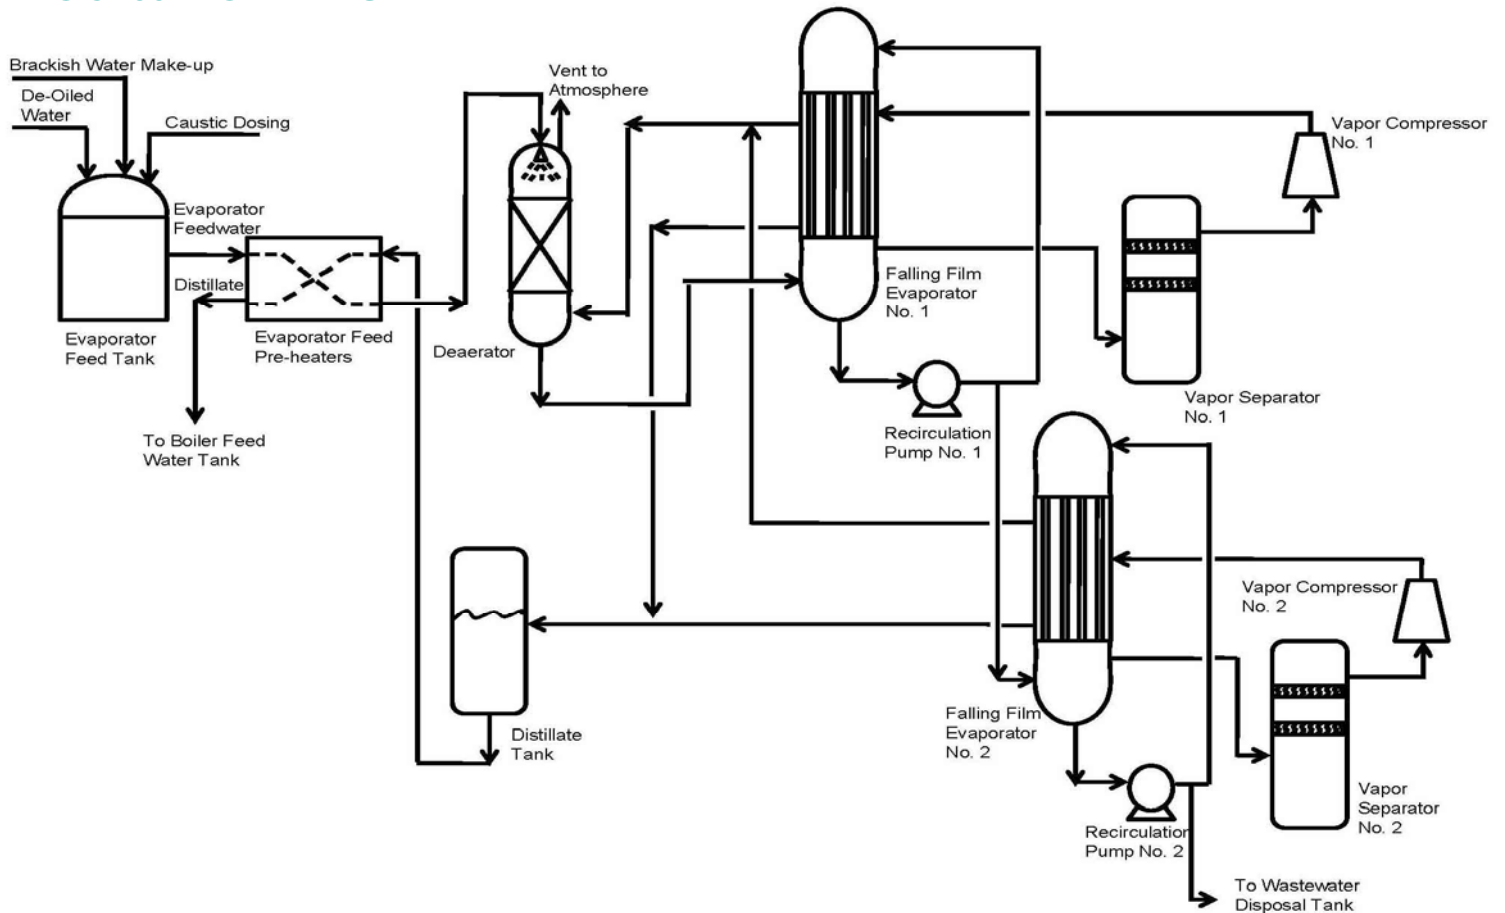 Brackish Water Make-up
De-Oiled
Water
Caustic Dosing
Vent to
Atmosphere
Vapor Compressor
No. 1
Evaporator
Feedwater
Distillate
Evaporator
Feed Tank
Evaporator Feed
Pre-heaters
Deaerator
Falling Film
Evaporator
No. 1
Vapor Separator
No. 1
To Boiler Feed
Water Tank
Recirculation
Pump No. 1
Vapor Compressor
No. 2
Distillate
Tank
Falling Film
Evaporator
No. 2
Vapor
Separator
No. 2
Recirculation
Pump No. 2
To Wastewater
Disposal Tank